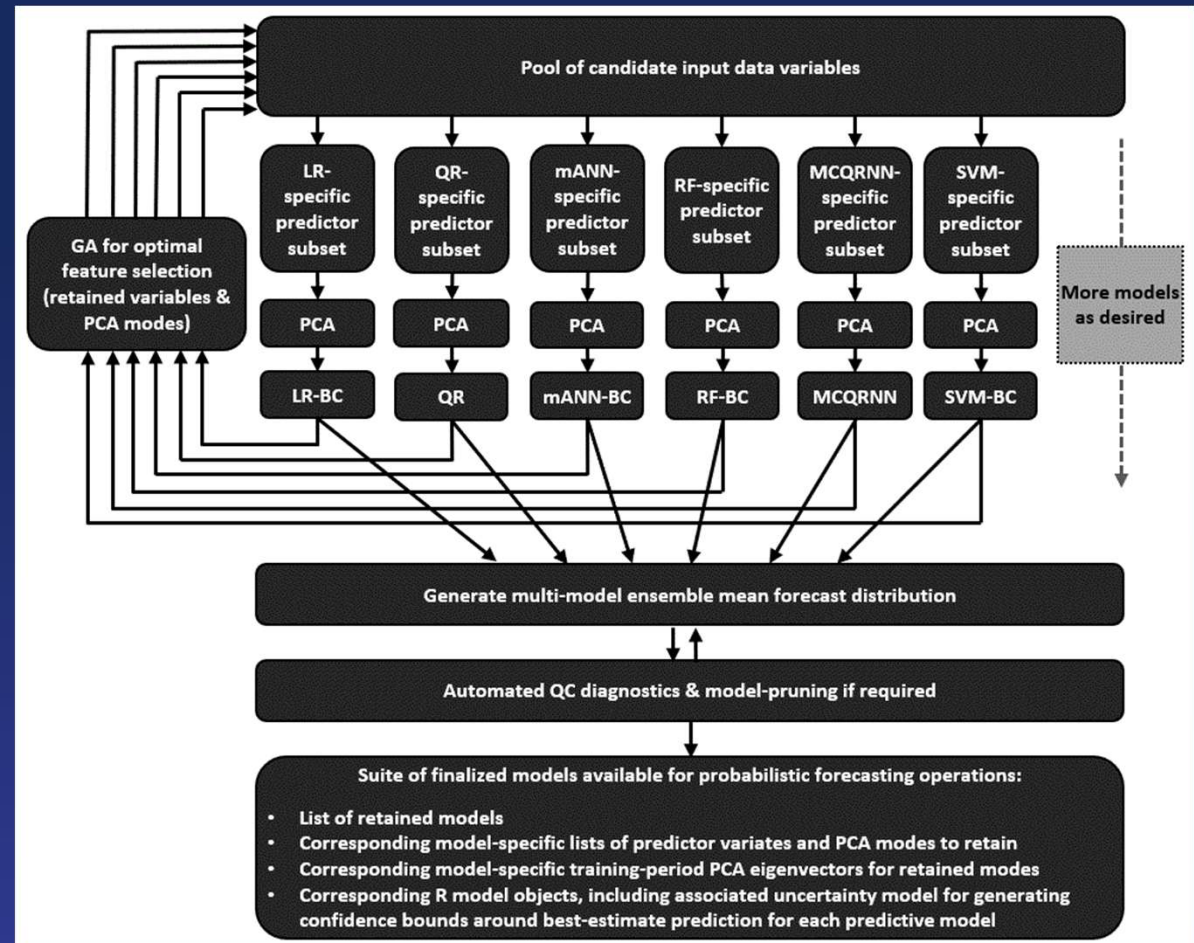 Pool of candidate input data variables
LR-
specific
predictor
subset
QR-
specific
predictor
subset
mANN-
specific
predictor
subset
RF-specific
predictor
subset
MCQRNN-
specific
predictor
subset
SVM-
specific
predictor
subset
GA for optimal
feature selection
(retained variables &
PCA modes)
More models
as desired
PCA
PCA
PCA
PCA
PCA
PCA
LR-BC
QR
mANN-BC
RF-BC
MCQRNN
SVM-BC
Generate multi-model ensemble mean forecast distribution
Automated QC diagnostics & model-pruning if required
Suite of finalized models available for probabilistic forecasting operations:
• List of retained models
• Corresponding model-specific lists of predictor variates and PCA modes to retain
• Corresponding model-specific training-period PCA eigenvectors for retained modes
• Corresponding R model objects, including associated uncertainty model for generating
confidence bounds around best-estimate prediction for each predictive model